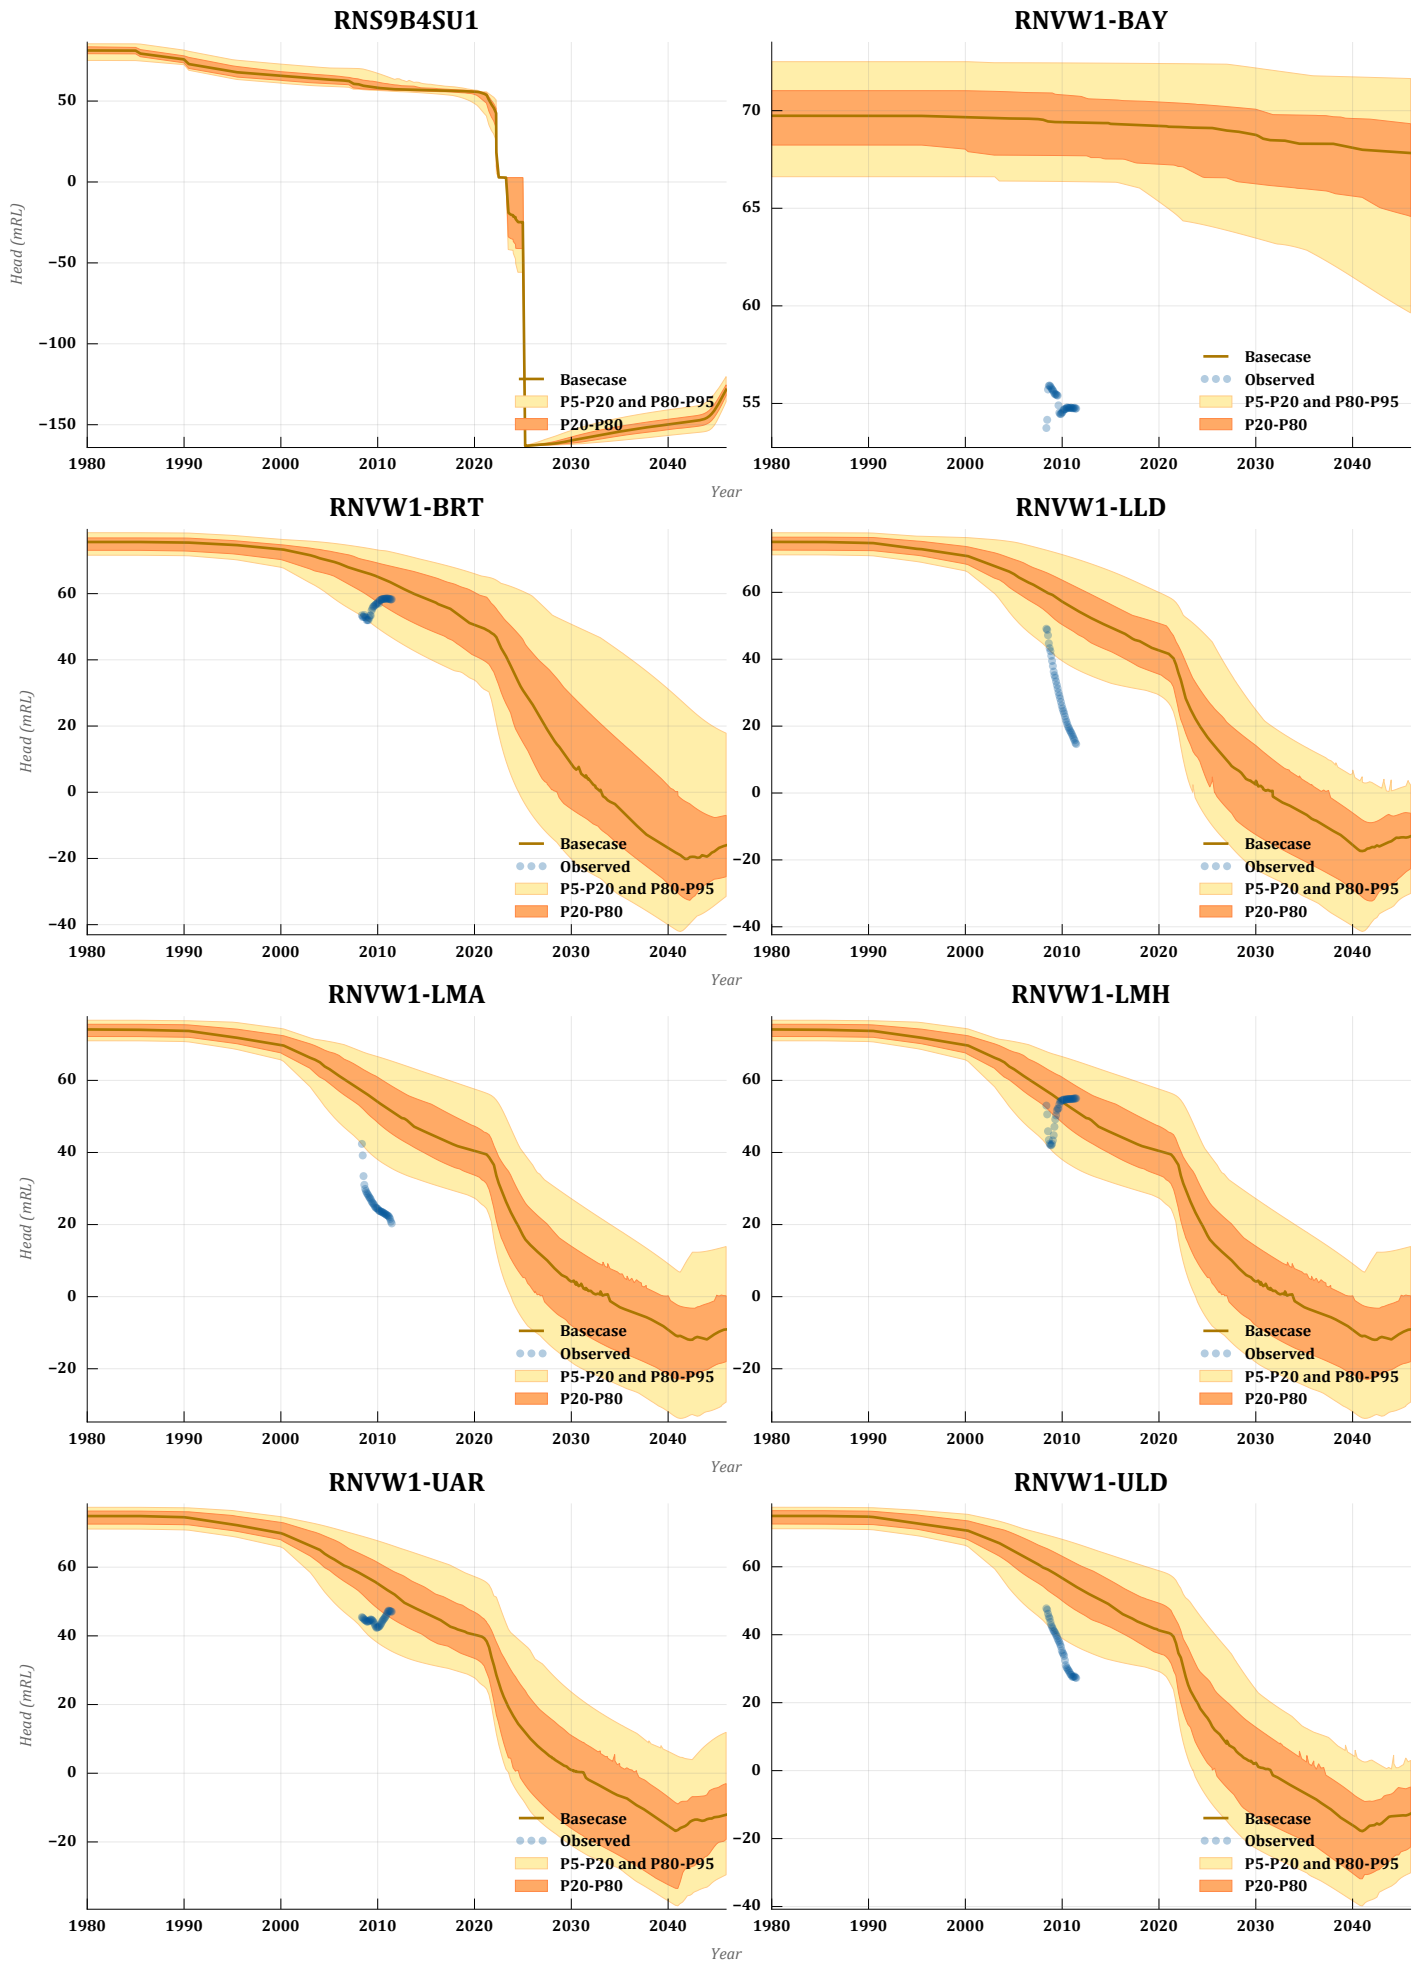 RNS9B4SU1
RNVW1-BAY
50
0
−50
−100
−150
Head (mRL)
Basecase
P5-P20 and P80-P95
P20-P80
1980 1990 2000 2010 2020 2030 2040
70
65
60
55
Basecase
Observed
P5-P20 and P80-P95
P20-P80
1980 1990 2000 2010 2020 2030 2040
Year
RNVW1-BRT
RNVW1-LLD
60
40
20
0
−20
−40
Head (mRL)
Basecase
Observed
P5-P20 and P80-P95
P20-P80
1980 1990 2000 2010 2020 2030 2040
60
40
20
0
−20
−40
Basecase
Observed
P5-P20 and P80-P95
P20-P80
1980 1990 2000 2010 2020 2030 2040
Year
RNVW1-LMA
RNVW1-LMH
60
40
20
0
−20
Head (mRL)
Basecase
Observed
P5-P20 and P80-P95
P20-P80
1980 1990 2000 2010 2020 2030 2040
60
40
20
0
−20
Basecase
Observed
P5-P20 and P80-P95
P20-P80
1980 1990 2000 2010 2020 2030 2040
Year
RNVW1-UAR
RNVW1-ULD
60
40
20
0
−20
Head (mRL)
Basecase
Observed
P5-P20 and P80-P95
P20-P80
1980 1990 2000 2010 2020 2030 2040
60
40
20
0
−20
−40
Basecase
Observed
P5-P20 and P80-P95
P20-P80
1980 1990 2000 2010 2020 2030 2040
Year